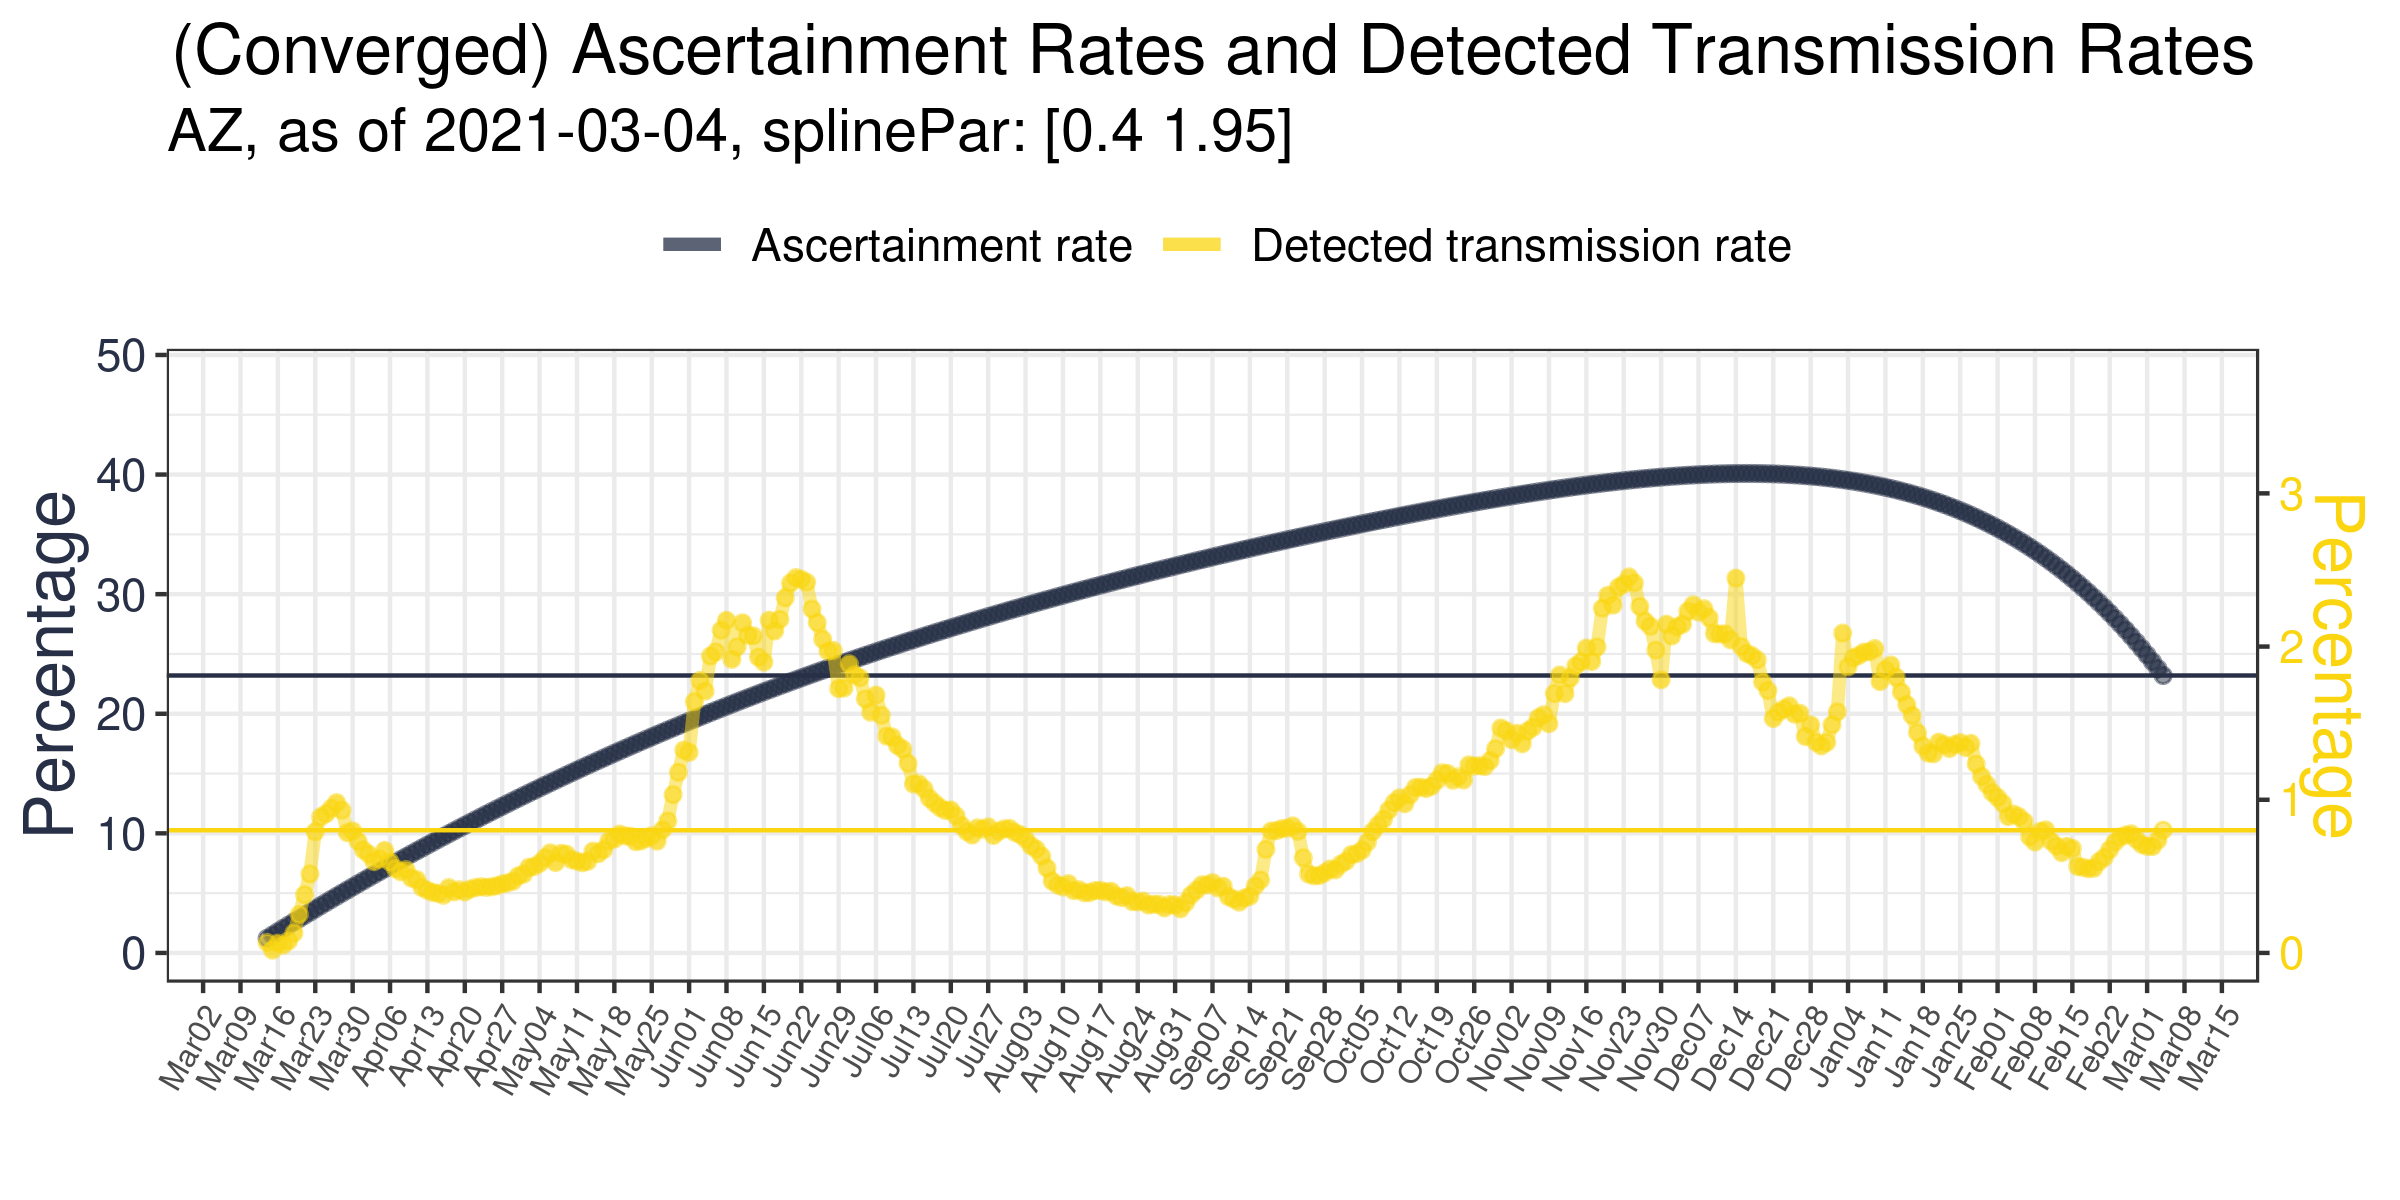 (Converged) Ascertainment Rates and Detected Transmission Rates
AZ, as of 2021-03-04, splinePar: [0.4 1.95]
Ascertainment rate Detected transmission rate
Percentage
50
40
30
20
10
0
3
2
1
0
Percentage
Mar02 Mar09 Mar16 Mar23 Mar30 Apr06 Apr13 Apr20 Apr27 May04 May11 May18 May25 Jun01 Jun08 Jun15 Jun22 Jun29 Jul06 Jul13 Jul20 Jul27 Aug03 Aug10 Aug17 Aug24 Aug31 Sep07 Sep14 Sep21 Sep28 Oct05 Oct12 Oct19 Oct26 Nov02 Nov09 Nov16 Nov23 Nov30 Dec07 Dec14 Dec21 Dec28 Jan04 Jan11 Jan18 Jan25 Feb01 Feb08 Feb15 Feb22 Mar01 Mar08 Mar15